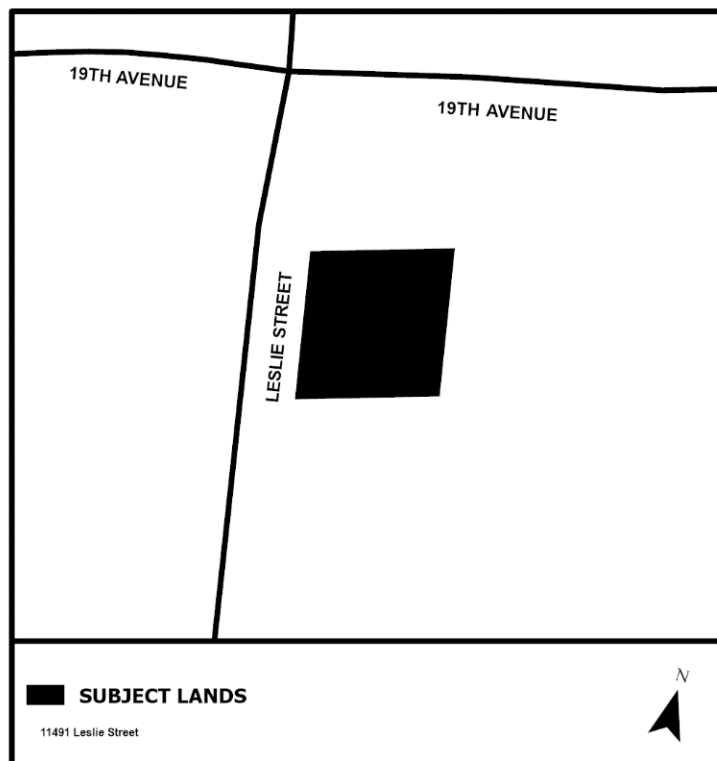 19TH AVENUE
19TH AVENUE
LESLIE STREET
N
SUBJECT LANDS
11491 Leslie Street